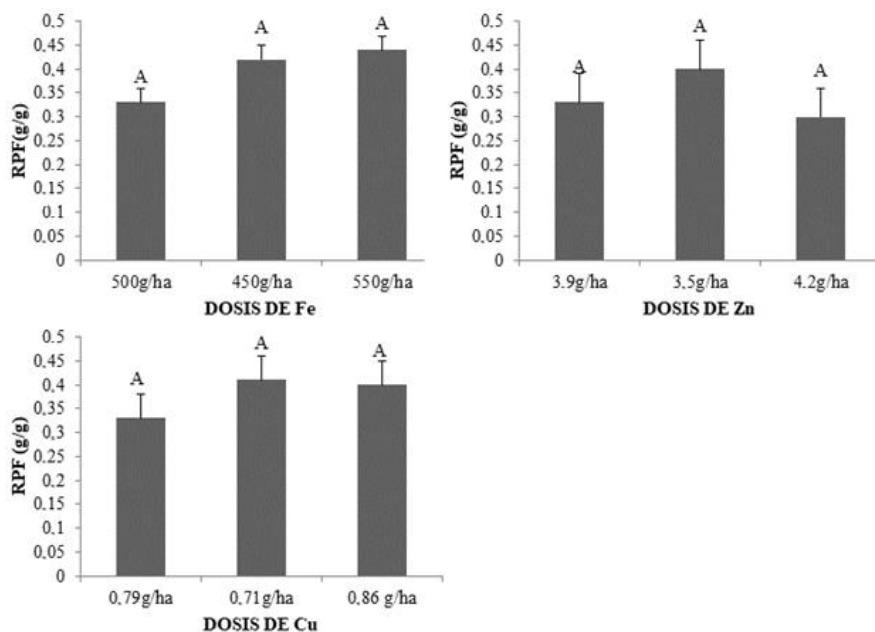 RPF(g/g)
0.5
0.45
0.4
0.35
0.3
0.25
0.2
0.15
0.1
0.05
0
A
A
A
500g/ha
450g/ha
550g/ha
DOSIS DE Fe
RPF (g/g)
0.5
0.45
0.4
0.35
0.3
0.25
0.2
0.15
0.1
0.05
0
A
A
A
3.9g/ha
3.5g/ha
4.2g/ha
DOSIS DE Zn
RPF (g/g)
0.5
0.45
0.4
0.35
0.3
0.25
0.2
0.15
0.1
0.05
0
A
A
A
0.79g/ha
0.71g/ha
0.86 g/ha
DOSIS DE Cu